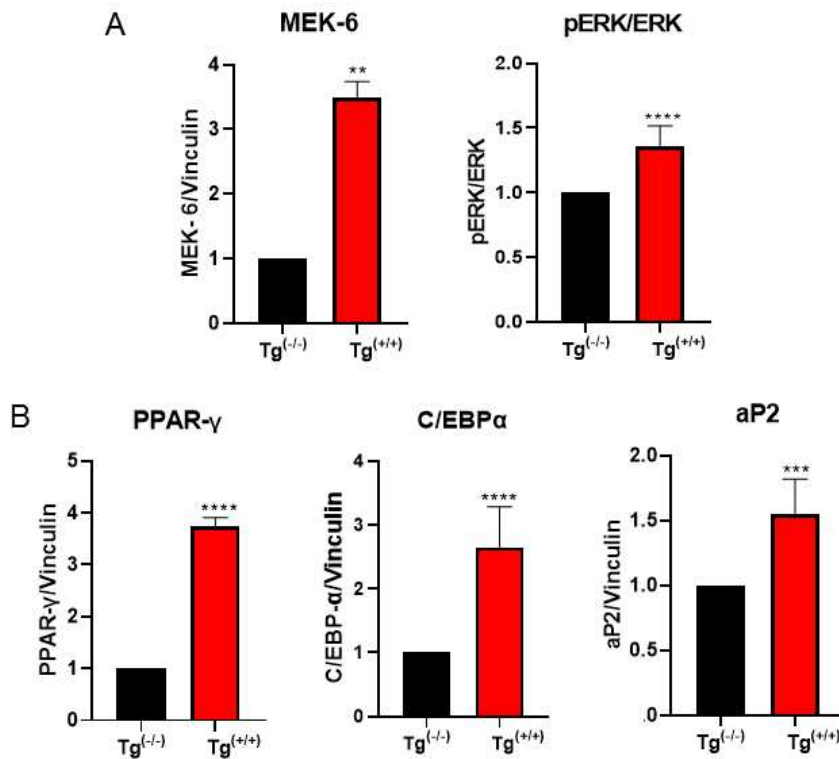 A
MEK-6
pERK/ERK
MEK- 6/Vinculin
4
3
2
1
0
**
Tg(-/-)
Tg(+/+)
pERK/ERK
2.0
1.5
1.0
0.5
0.0
****
Tg(-/-)
Tg(+/+)
B
PPAR-γ
C/EBPα
aP2
PPAR-γ/Vinculin
5
4
3
2
1
0
****
Tg(-/-)
Tg(+/+)
C/EBP-α/Vinculin
4
3
2
1
0
****
Tg(-/-)
Tg(+/+)
aP2/Vinculin
2.0
1.5
1.0
0.5
0.0
***
Tg(-/-)
Tg(+/+)